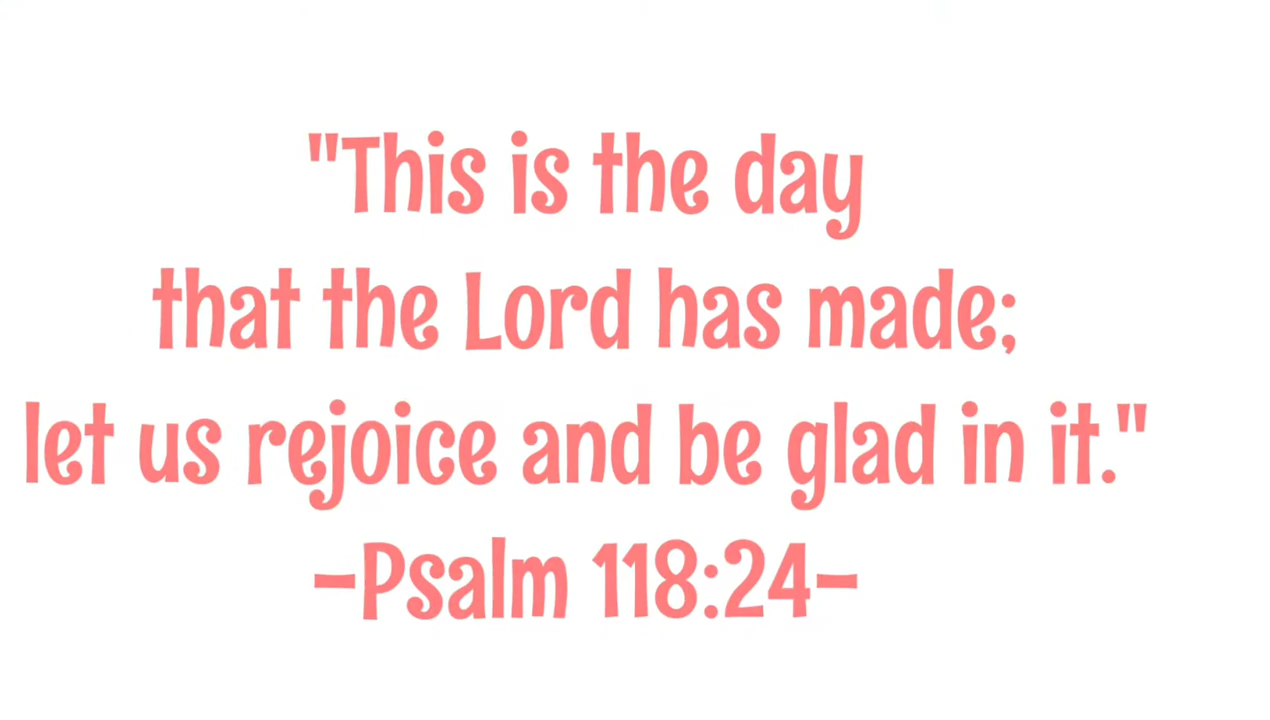 "This is the day
that the Lord has made;
let us rejoice and be glad in it."
-Psalm 118:24-